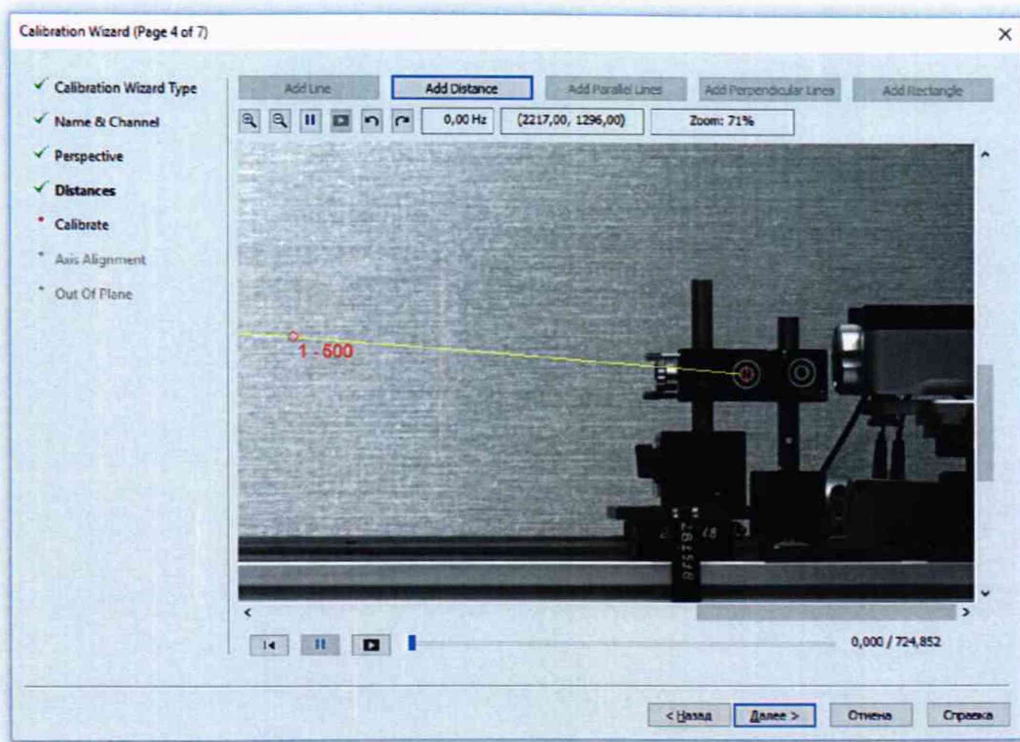 Calibration Wizard (Page 4 of 7)
Calibration Wizard Type
Name & Channel
Perspective
Distances
Calibrate
Axis Alignment
Out Of Plane
Add Line
Add Distance
Add Parallel Lines
Add Perpendicular Lines
Add Rectangle
0,00 Hz
(2217,00, 1296,00)
Zoom: 71%
1 - 500
0,000 / 724,852
< Назад
Далее >
Отмена
Справка